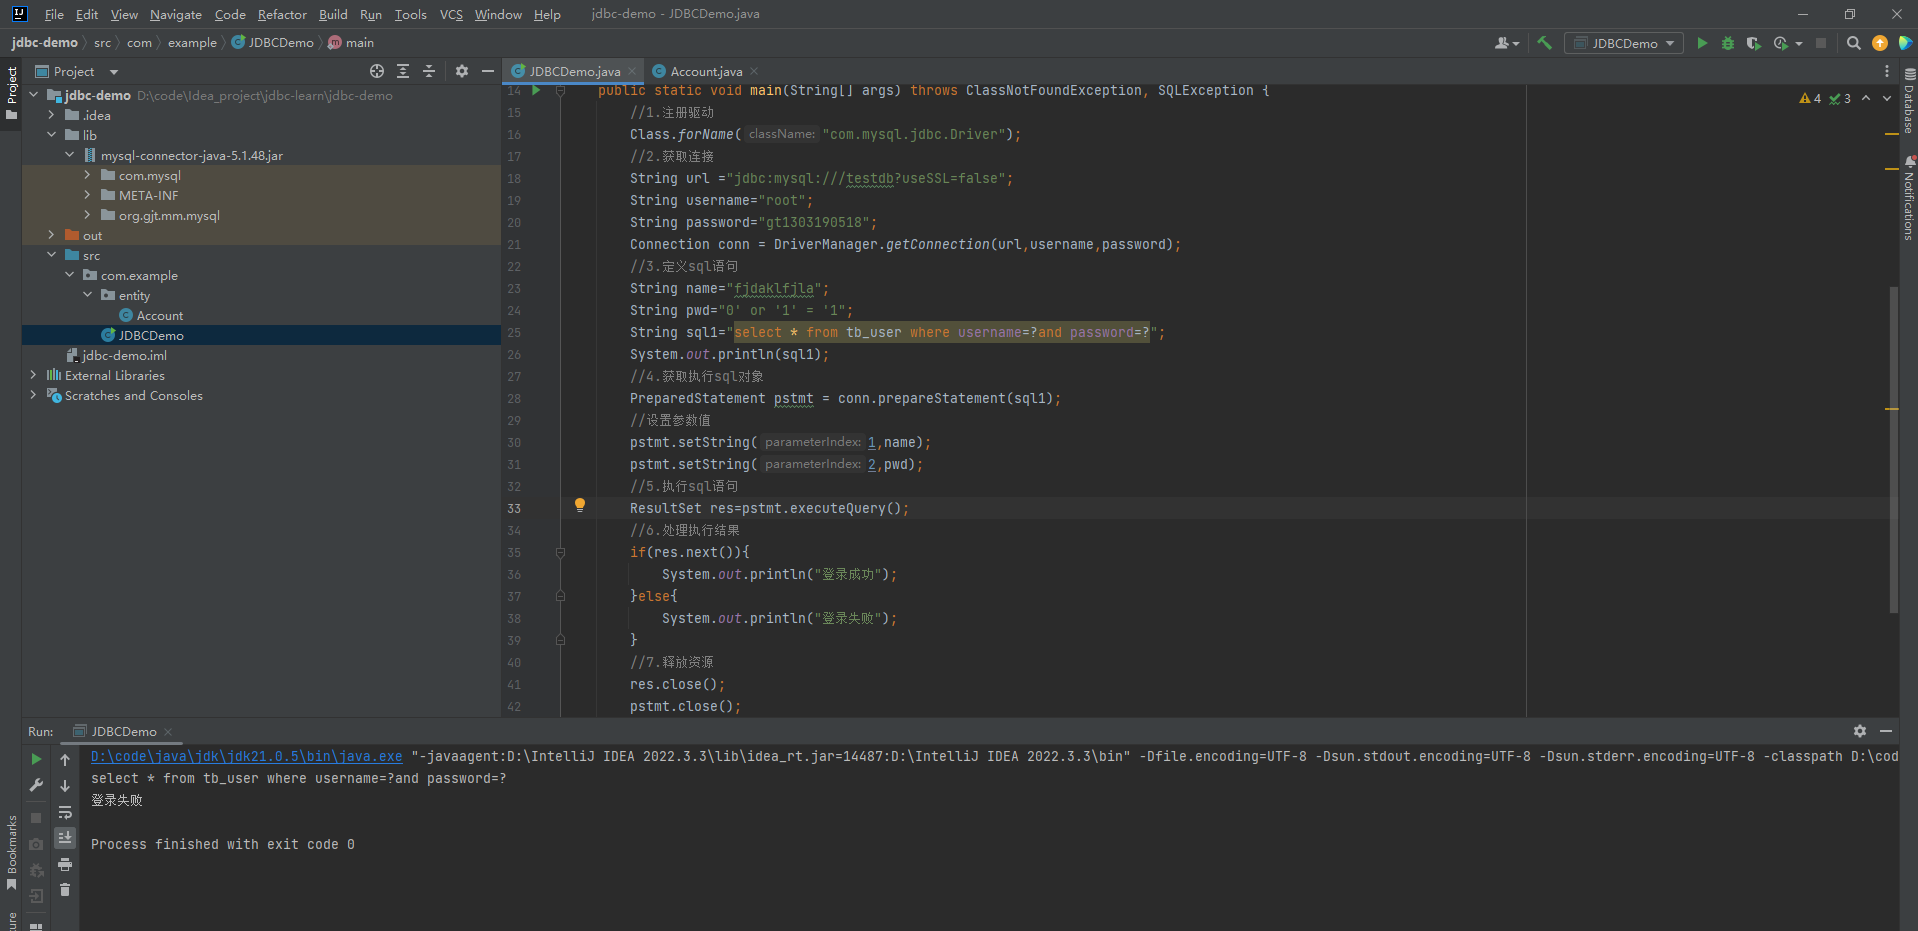 File Edit View Navigate Code Refactor Build Run Tools VCS Window Help jdbc-demo - JDBCDemo.java
jdbc-demo src com example JDBCDemo main
JDBCDemo
Project
JDBCDemo.java Account.java
jdbc-demo D:\code\Idea_project\jdbc-learn\jdbc-demo
.idea
lib
mysql-connector-java-5.1.48.jar
com.mysql
META-INF
org.gjt.mm.mysql
out
src
com.example
entity
Account
JDBCDemo
jdbc-demo.iml
External Libraries
Scratches and Consoles
Project
Bookmarks
Database
Notifications
4 3
14 public static void main(String[] args) throws ClassNotFoundException, SQLException {
15 //1.注册驱动
16 Class.forName( className: "com.mysql.jdbc.Driver");
17 //2.获取连接
18 String url ="jdbc:mysql:///testdb?useSSL=false";
19 String username="root";
20 String password="gt1303190518";
21 Connection conn = DriverManager.getConnection(url,username,password);
22 //3.定义sql语句
23 String name="fjdaklfjla";
24 String pwd="0' or '1' = '1";
25 String sql1="select * from tb_user where username=?and password=?";
26 System.out.println(sql1);
27 //4.获取执行sql对象
28 PreparedStatement pstmt = conn.prepareStatement(sql1);
29 //设置参数值
30 pstmt.setString( parameterIndex: 1,name);
31 pstmt.setString( parameterIndex: 2,pwd);
32 //5.执行sql语句
33 ResultSet res=pstmt.executeQuery();
34 //6.处理执行结果
35 if(res.next()){
36 System.out.println("登录成功");
37 }else{
38 System.out.println("登录失败");
39 }
40 //7.释放资源
41 res.close();
42 pstmt.close();
Run: JDBCDemo
D:\code\java\jdk\jdk21.0.5\bin\java.exe "-javaagent:D:\IntelliJ IDEA 2022.3.3\lib\idea_rt.jar=14487:D:\IntelliJ IDEA 2022.3.3\bin" -Dfile.encoding=UTF-8 -Dsun.stdout.encoding=UTF-8 -Dsun.stderr.encoding=UTF-8 -classpath D:\cod
select * from tb_user where username=?and password=?
登录失败
Process finished with exit code 0